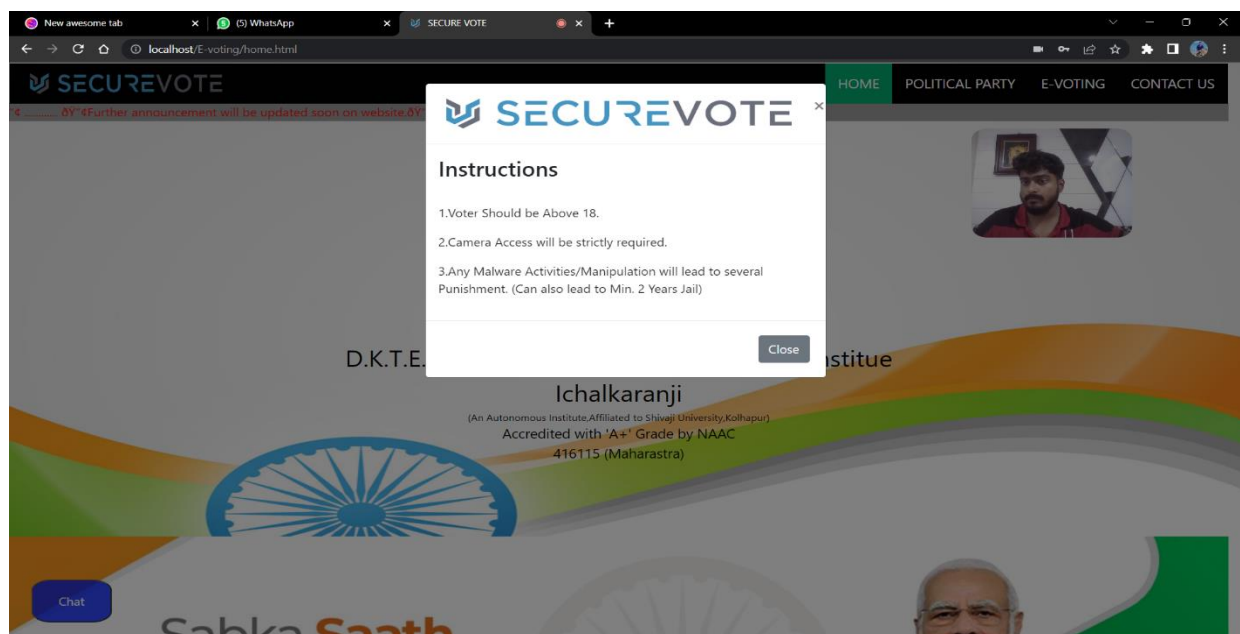 New awesome tab
(5) WhatsApp
SECURE VOTE
localhost/E-voting/home.html
SECUREVOTE
HOME
POLITICAL PARTY
E-VOTING
CONTACT US
ðŸ"¢Further announcement will be updated soon on website.ðŸ"
SECUREVOTE
×
Instructions
1.Voter Should be Above 18.
2.Camera Access will be strictly required.
3.Any Malware Activities/Manipulation will lead to several
Punishment. (Can also lead to Min. 2 Years Jail)
Close
D.K.T.E.
stitue
Ichalkaranji
(An Autonomous Institute,Affiliated to Shivaji University,Kolhapur)
Accredited with 'A+' Grade by NAAC
416115 (Maharastra)
Chat
Sabka Saath